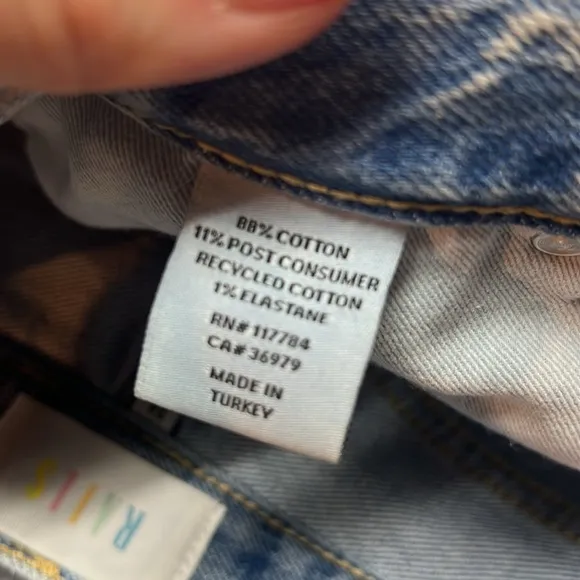 88% COTTON
11% POST CONSUMER
RECYCLED COTTON
1% ELASTANE
RN# 117784
CA# 36979
MADE IN
TURKEY
RAILS